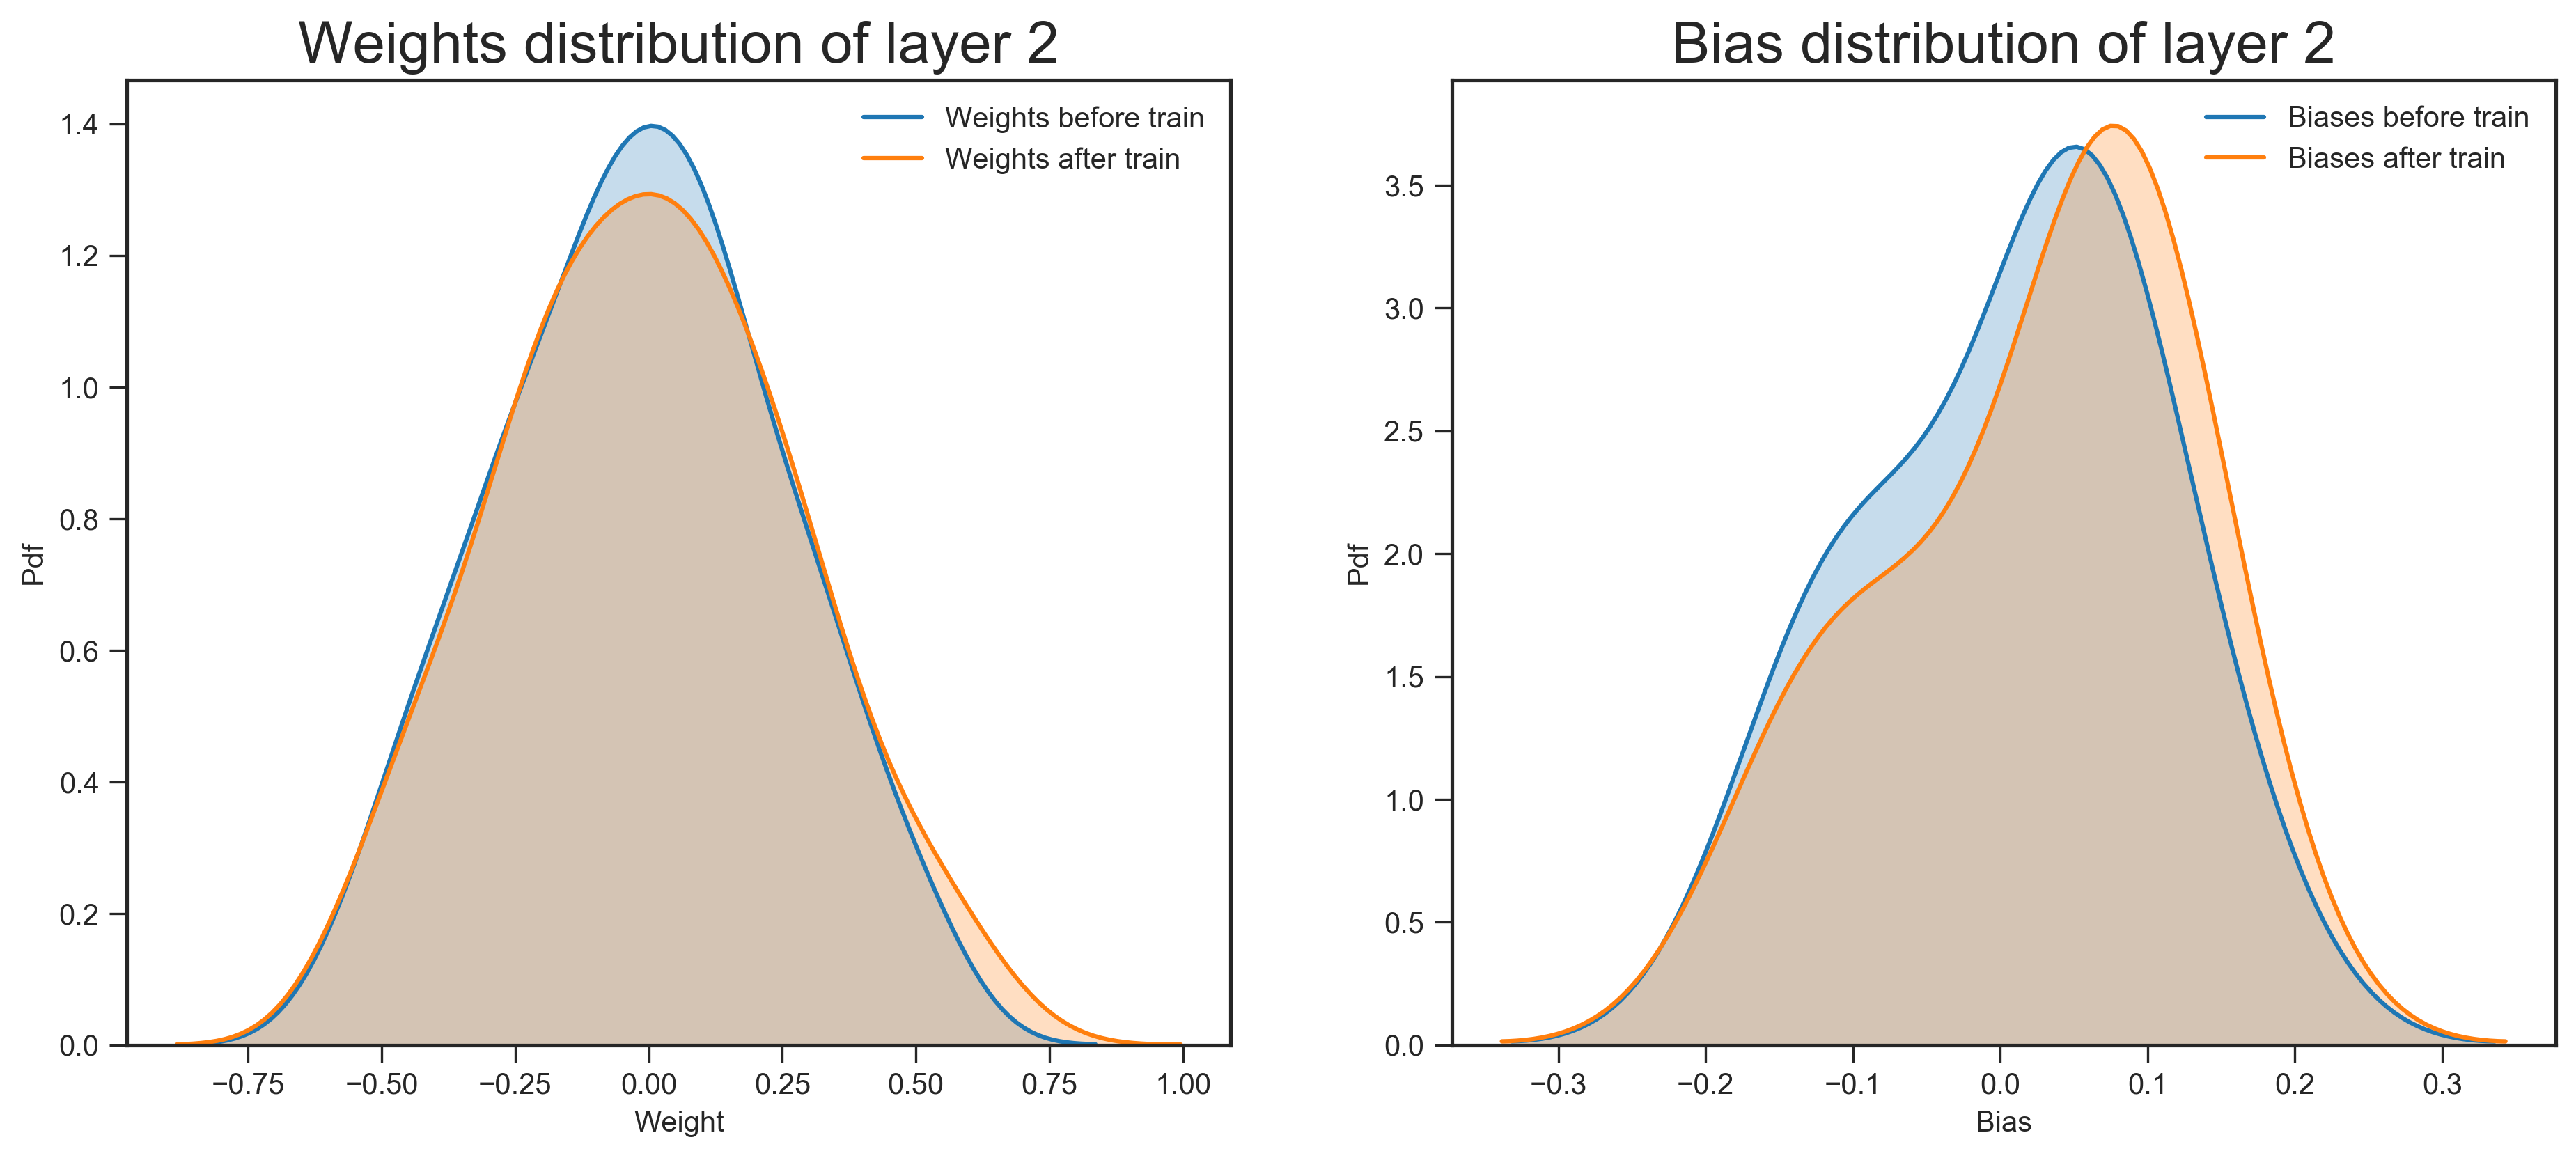 Weights distribution of layer 2
Weights before train
Weights after train
1.4
1.2
1.0
0.8
0.6
0.4
0.2
0.0
Pdf
−0.75 −0.50 −0.25 0.00 0.25 0.50 0.75 1.00
Weight
Bias distribution of layer 2
Biases before train
Biases after train
3.5
3.0
2.5
2.0
1.5
1.0
0.5
0.0
Pdf
−0.3 −0.2 −0.1 0.0 0.1 0.2 0.3
Bias